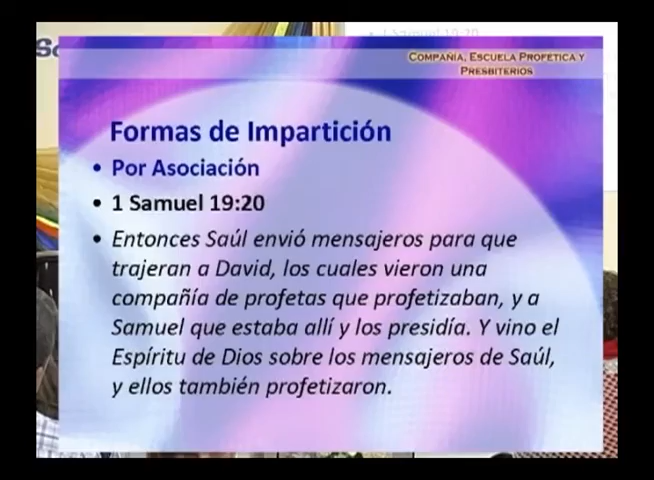 COMPAÑIA, ESCUELA PROFETICA Y
PRESBITERIOS
Formas de Impartición
• Por Asociación
• 1 Samuel 19:20
• Entonces Saúl envió mensajeros para que
trajeran a David, los cuales vieron una
compañía de profetas que profetizaban, y a
Samuel que estaba allí y los presidía. Y vino el
Espíritu de Dios sobre los mensajeros de Saúl,
y ellos también profetizaron.